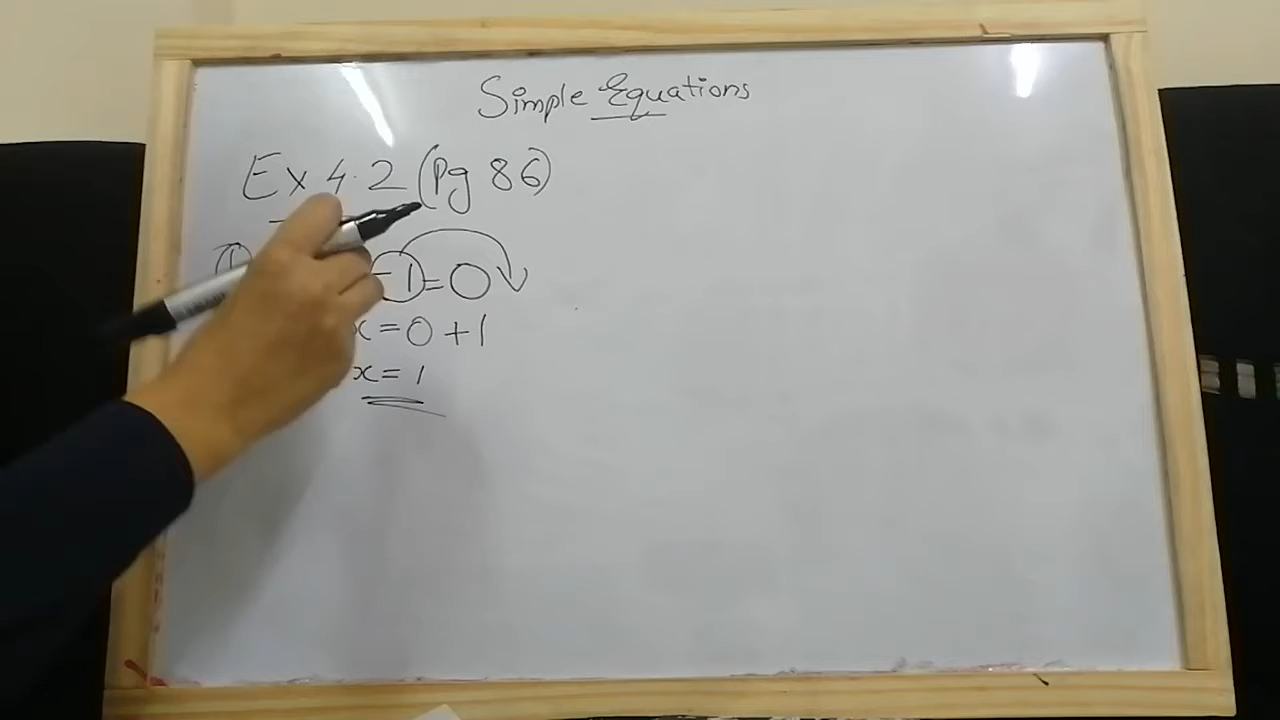 Simple Equations
Ex 4.2 (Pg 86)
-1=0
x=0+1
x=1